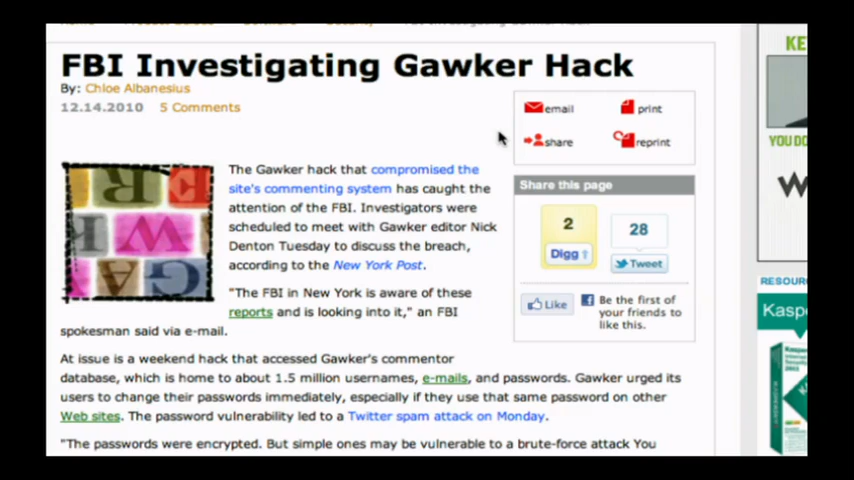 FBI Investigating Gawker Hack
By: Chloe Albanesius
12.14.2010 5 Comments
email
print
share
reprint
The Gawker hack that compromised the
site's commenting system has caught the
attention of the FBI. Investigators were
scheduled to meet with Gawker editor Nick
Denton Tuesday to discuss the breach,
according to the New York Post.
"The FBI in New York is aware of these
reports and is looking into it," an FBI
spokesman said via e-mail.
At issue is a weekend hack that accessed Gawker's commentor
database, which is home to about 1.5 million usernames, e-mails, and passwords. Gawker urged its
users to change their passwords immediately, especially if they use that same password on other
Web sites. The password vulnerability led to a Twitter spam attack on Monday.
"The passwords were encrypted. But simple ones may be vulnerable to a brute-force attack You
Share this page
2
Digg
28
Tweet
Like
Be the first of
your friends to
like this.
KE
YOU DO
W
RESOUR
Kasp